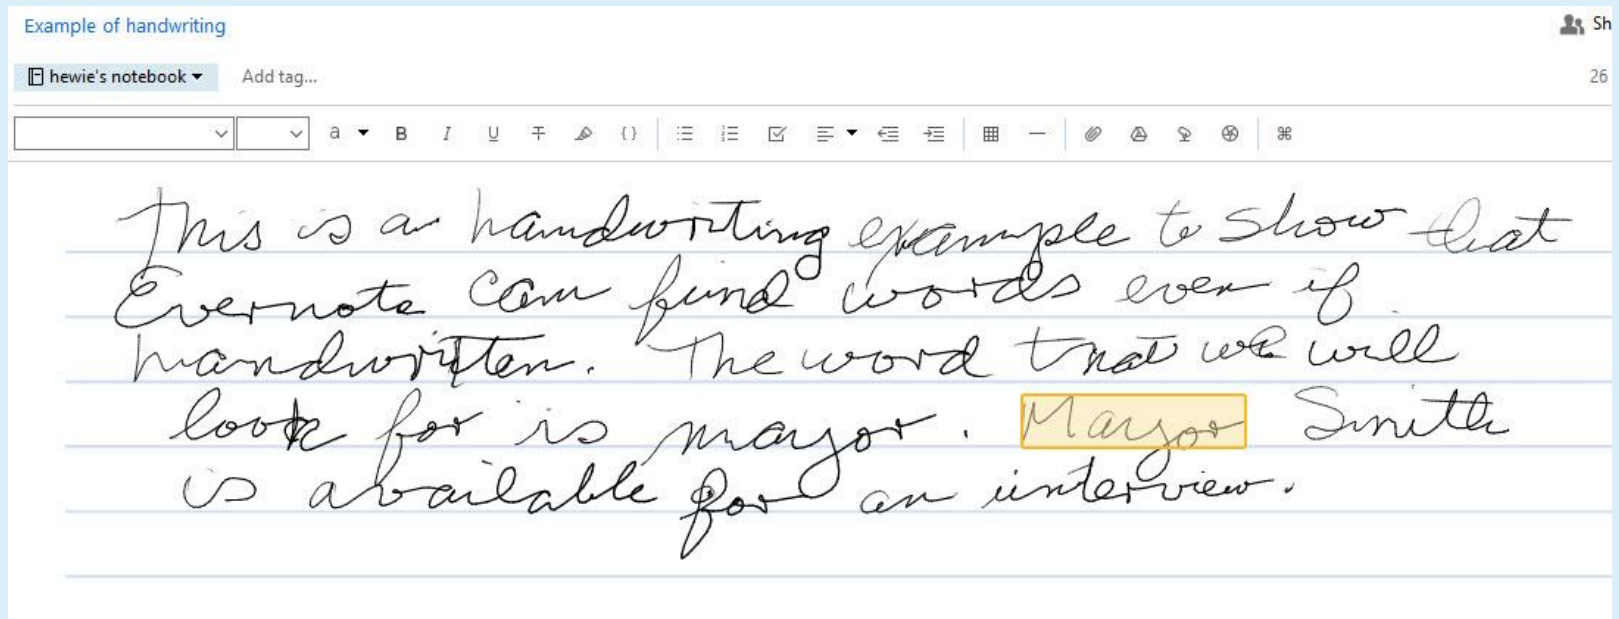 Example of handwriting
Sh
hewie's notebook Add tag...
26
a B I U T {}
This is a handwriting example to show that
Evernote can find words even if
handwritten. The word that we will
look for is mayor. Mayor Smith
is available for an interview.